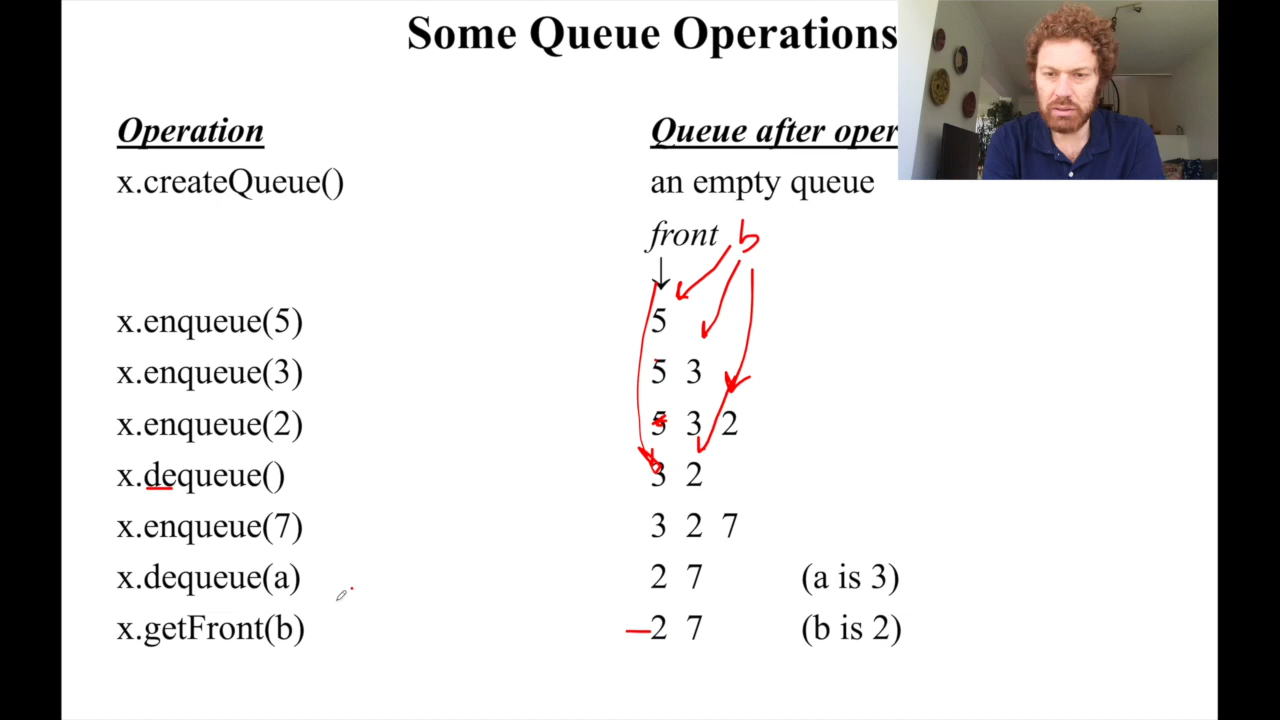 Some Queue Operations
Operation Queue after oper
x.createQueue() an empty queue
front b
x.enqueue(5) 5
x.enqueue(3) 5 3
x.enqueue(2) 5 3 2
x.dequeue() 3 2
x.enqueue(7) 3 2 7
x.dequeue(a) 2 7 (a is 3)
x.getFront(b) 2 7 (b is 2)